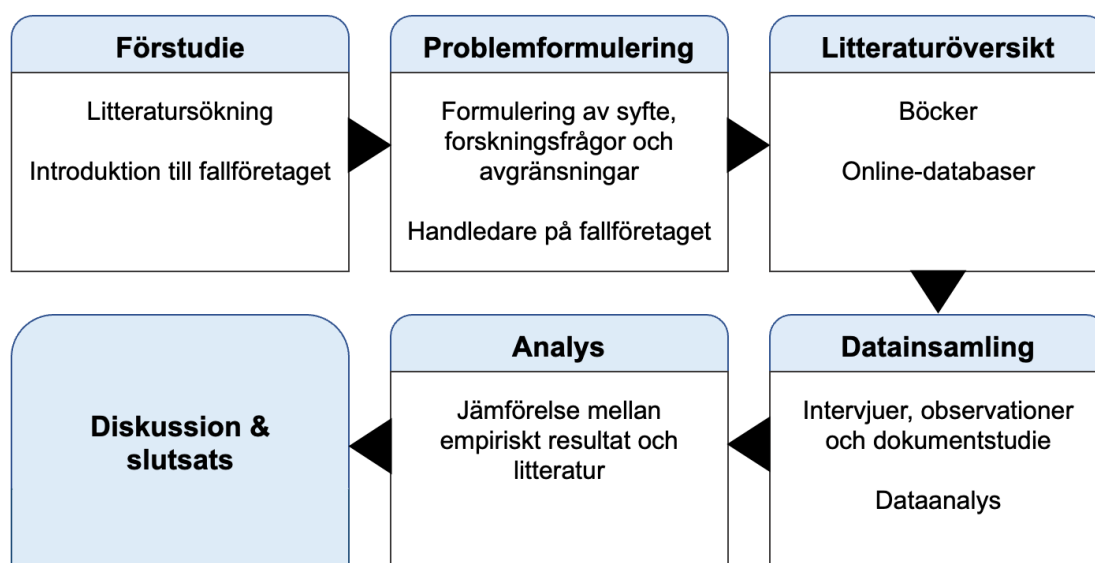 Förstudie
Litteratursökning
Introduktion till fallföretaget
Problemformulering
Formulering av syfte,
forskningsfrågor och
avgränsningar
Handledare på fallföretaget
Litteraturöversikt
Böcker
Online-databaser
Datainsamling
Intervjuer, observationer
och dokumentstudie
Dataanalys
Analys
Jämförelse mellan
empiriskt resultat och
litteratur
Diskussion &
slutsats